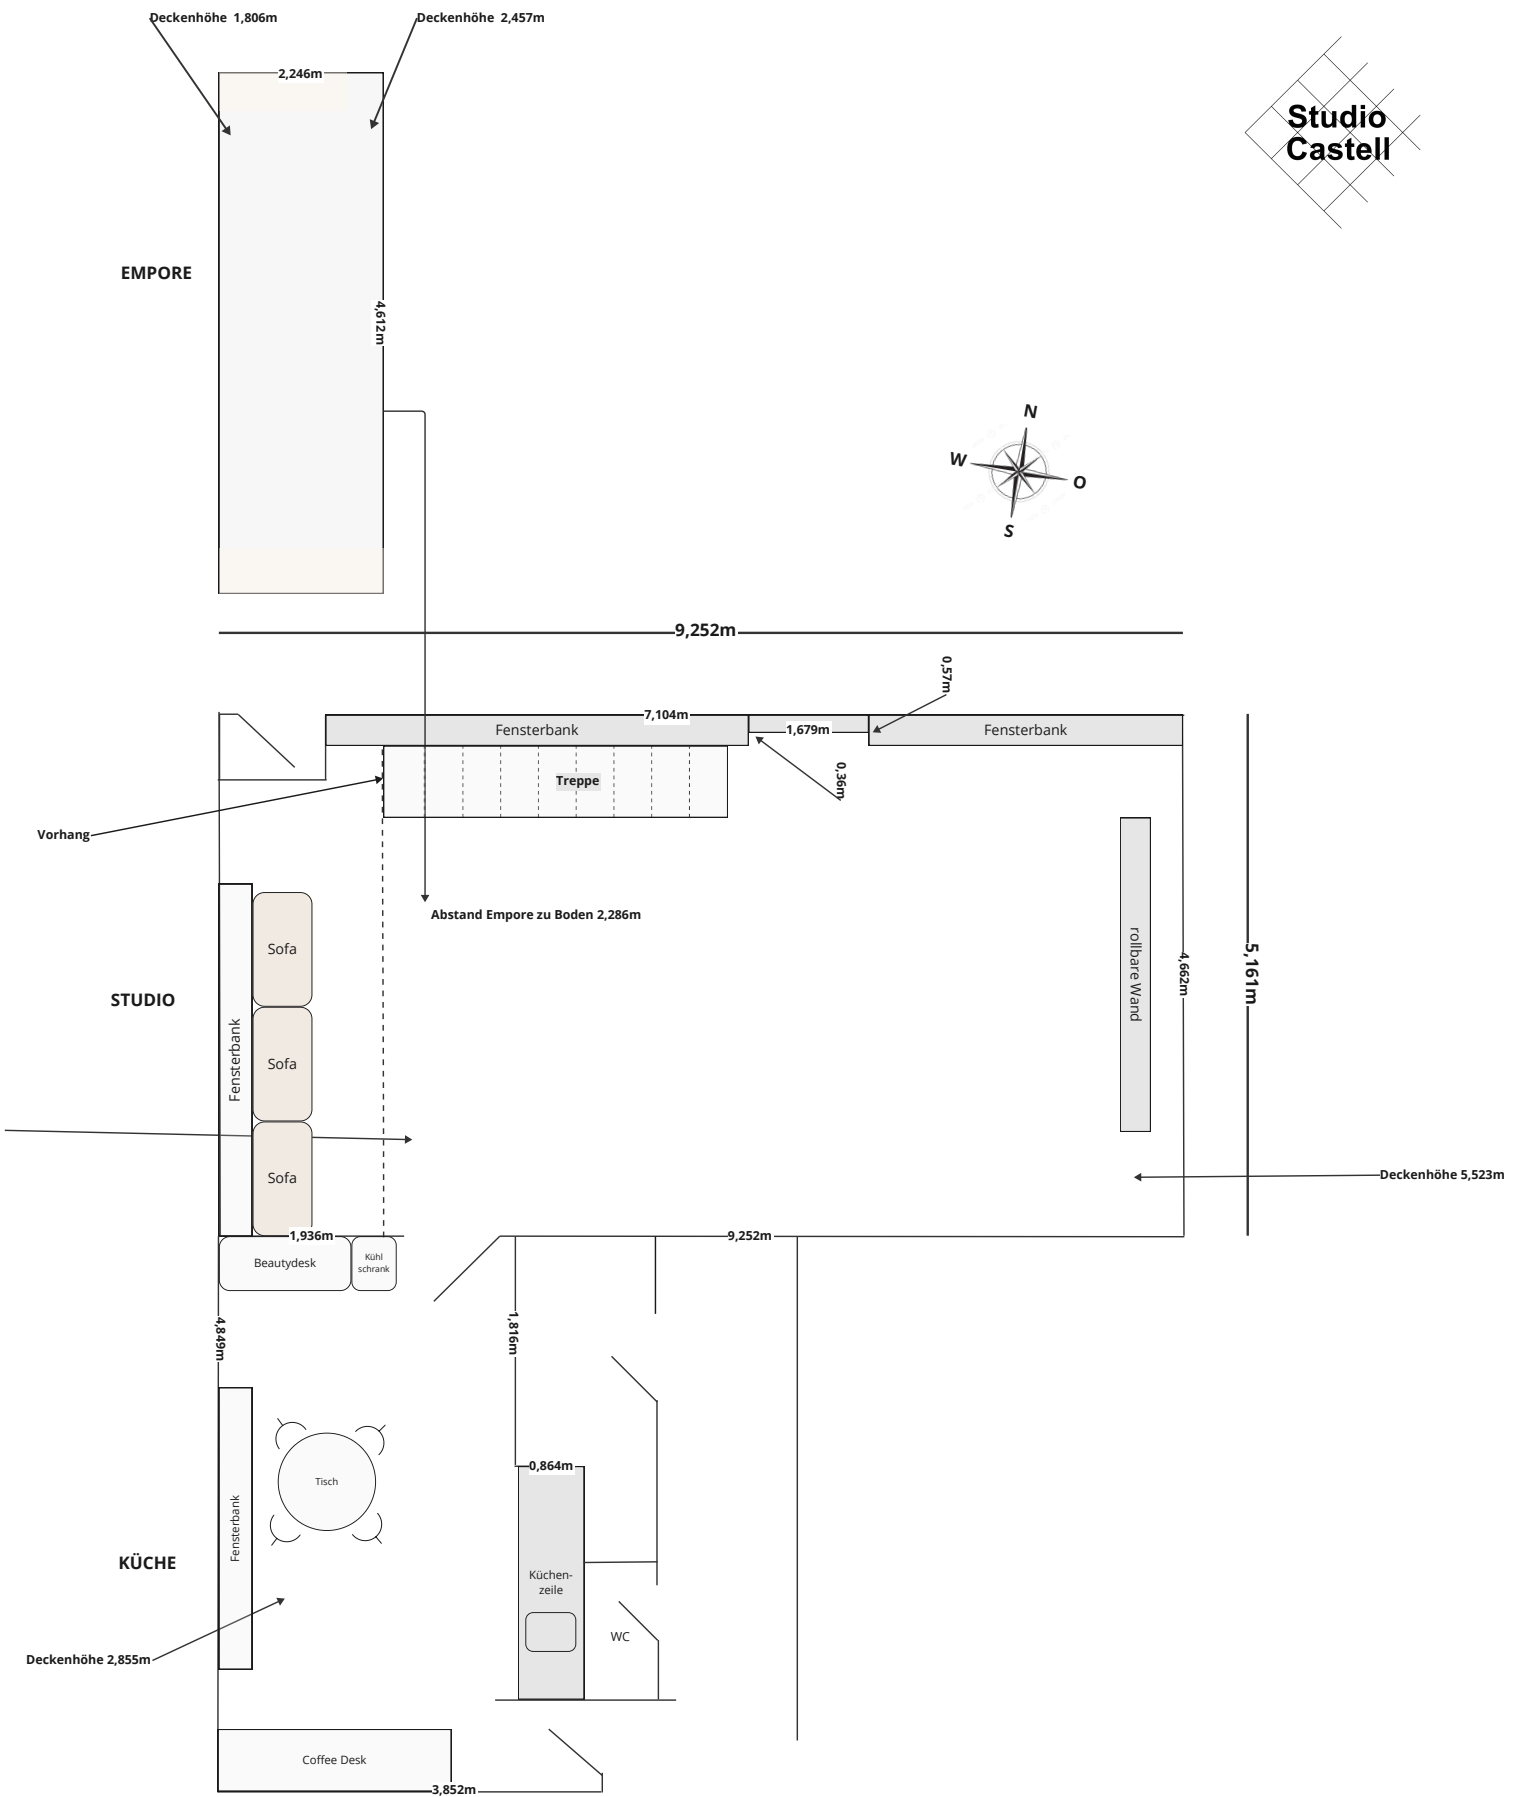 Deckenhöhe 1,806m
Deckenhöhe 2,457m
2,246m
Studio
Castell
EMPORE
4,612m
N
W
O
S
9,252m
0,57m
7,104m
Fensterbank
1,679m
Fensterbank
Treppe
0,36m
Vorhang
Abstand Empore zu Boden 2,286m
Sofa
rollbare Wand
4,662m
5,161m
STUDIO
Fensterbank
Sofa
Sofa
Deckenhöhe 5,523m
1,936m
9,252m
Beautydesk
Kühl
schrank
4,849m
1,816m
0,864m
Tisch
Fensterbank
KÜCHE
Küchen-
zeile
WC
Deckenhöhe 2,855m
Coffee Desk
3,852m